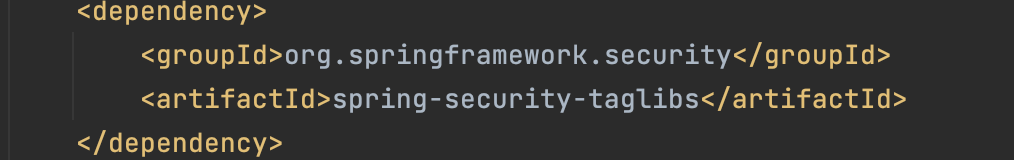 <dependency>
<groupId>org.springframework.security</groupId>
<artifactId>spring-security-taglibs</artifactId>
</dependency>